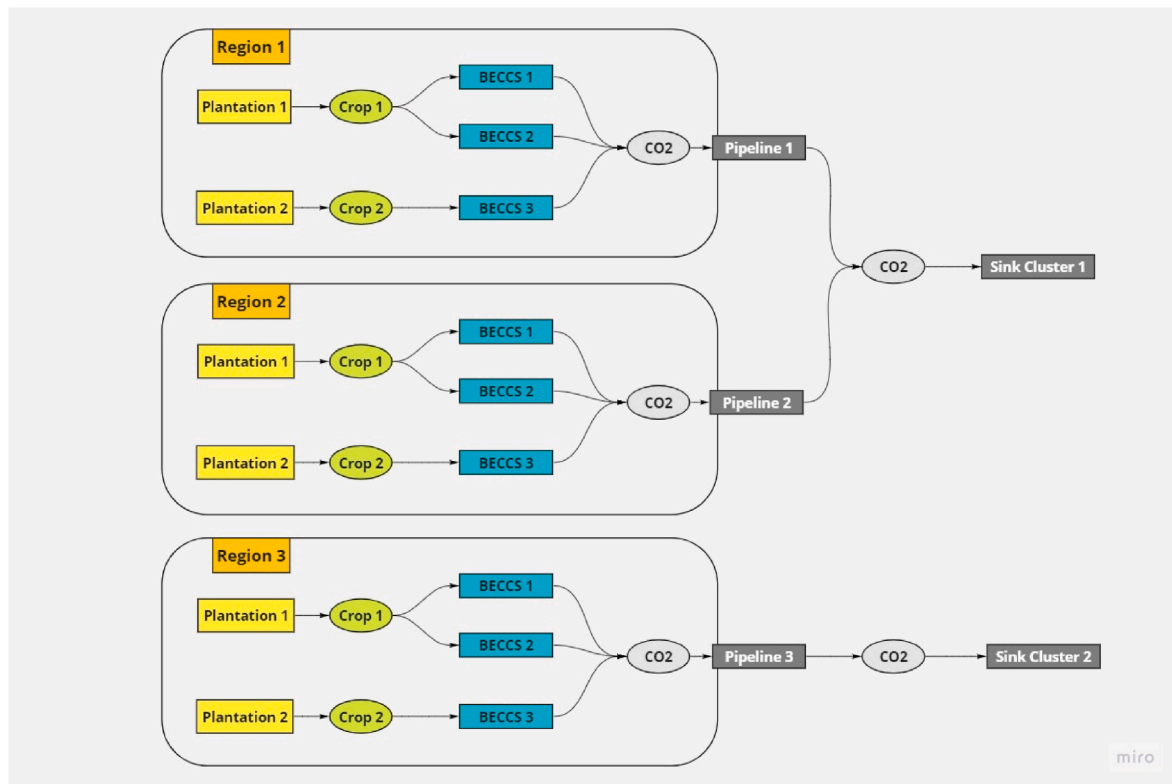 Region 1
Plantation 1
Crop 1
BECCS 1
BECCS 2
Plantation 2
Crop 2
BECCS 3
CO2
Pipeline 1
Region 2
Plantation 1
Crop 1
BECCS 1
BECCS 2
Plantation 2
Crop 2
BECCS 3
CO2
Pipeline 2
CO2
Sink Cluster 1
Region 3
Plantation 1
Crop 1
BECCS 1
BECCS 2
Plantation 2
Crop 2
BECCS 3
CO2
Pipeline 3
CO2
Sink Cluster 2
miro